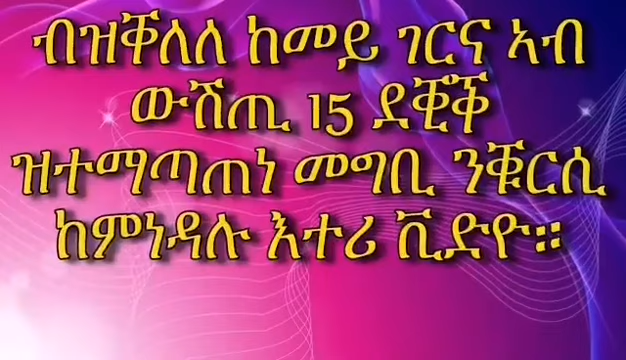 ብዝቐለለ ከመይ ገርና ኣብ
ውሽጢ 15 ደቒቕ
ዝተማጣጠነ መግቢ ንቑርሲ
ከምነዳሉ እተሪ ቪድዮ።